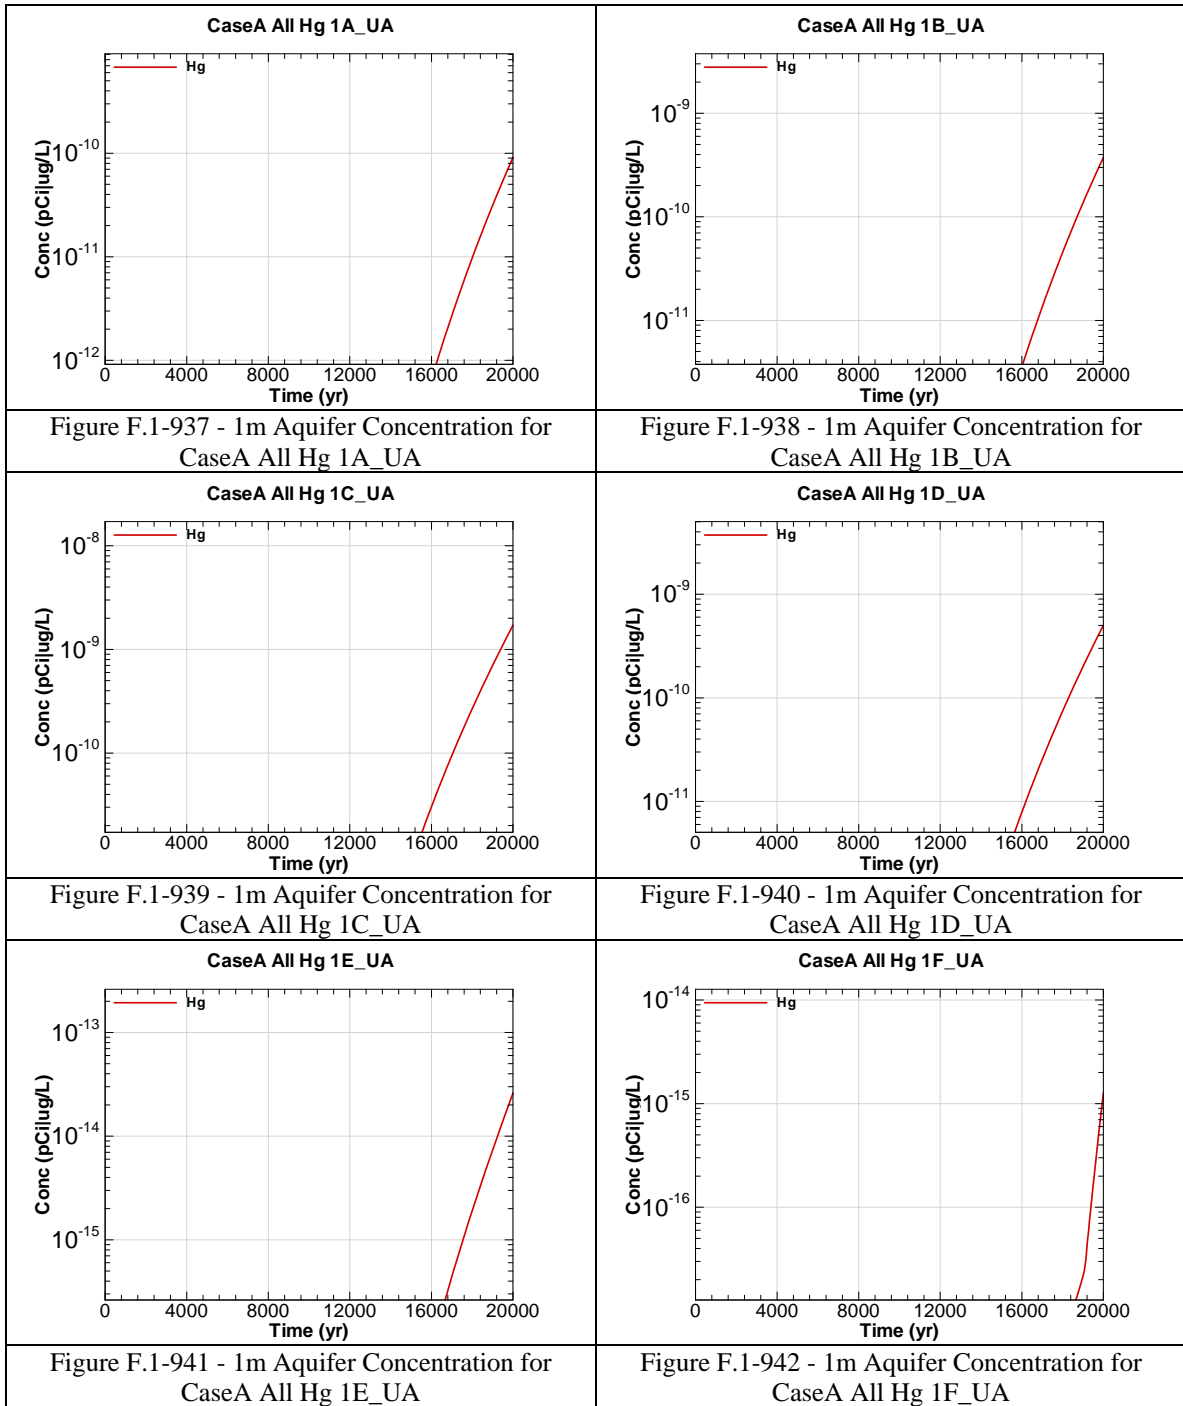 CaseA All Hg 1A_UA
Hg
Conc (pCi|ug/L)
10-10
10-11
10-12
0 4000 8000 12000 16000 20000
Time (yr)
Figure F.1-937 - 1m Aquifer Concentration for
CaseA All Hg 1A_UA
CaseA All Hg 1B_UA
Hg
Conc (pCi|ug/L)
10-9
10-10
10-11
0 4000 8000 12000 16000 20000
Time (yr)
Figure F.1-938 - 1m Aquifer Concentration for
CaseA All Hg 1B_UA
CaseA All Hg 1C_UA
Hg
Conc (pCi|ug/L)
10-8
10-9
10-10
0 4000 8000 12000 16000 20000
Time (yr)
Figure F.1-939 - 1m Aquifer Concentration for
CaseA All Hg 1C_UA
CaseA All Hg 1D_UA
Hg
Conc (pCi|ug/L)
10-9
10-10
10-11
0 4000 8000 12000 16000 20000
Time (yr)
Figure F.1-940 - 1m Aquifer Concentration for
CaseA All Hg 1D_UA
CaseA All Hg 1E_UA
Hg
Conc (pCi|ug/L)
10-13
10-14
10-15
0 4000 8000 12000 16000 20000
Time (yr)
Figure F.1-941 - 1m Aquifer Concentration for
CaseA All Hg 1E_UA
CaseA All Hg 1F_UA
Hg
Conc (pCi|ug/L)
10-14
10-15
10-16
0 4000 8000 12000 16000 20000
Time (yr)
Figure F.1-942 - 1m Aquifer Concentration for
CaseA All Hg 1F_UA